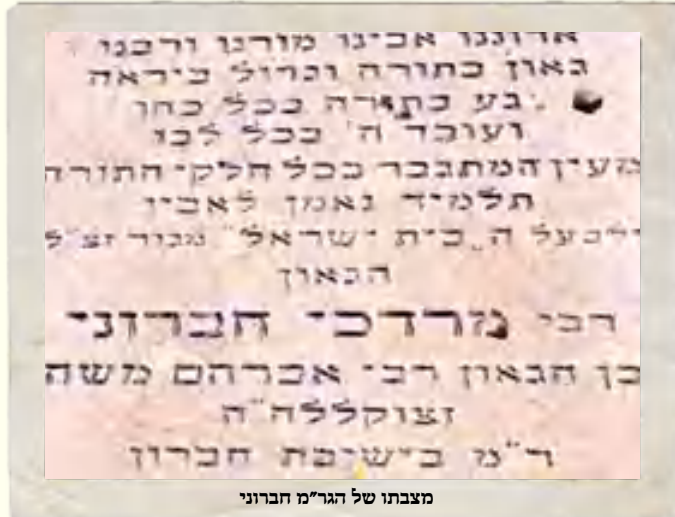 אדוננו אבינו מורנו ורבנו
גאון בתורה וגדול ביראה
יגע בתורה בכל כחו
ועובד ה' בכל לבו
מעין המתגבר בכל חלקי התורה
תלמיד נאמן לאביו
ולבעל ה"בית ישראל" מגור זצ"ל
הגאון
רבי מרדכי חברוני
בן הגאון רבי אברהם משה
זצוקללה"ה
ר"מ בישיבת חברון
מצבתו של הגר"מ חברוני